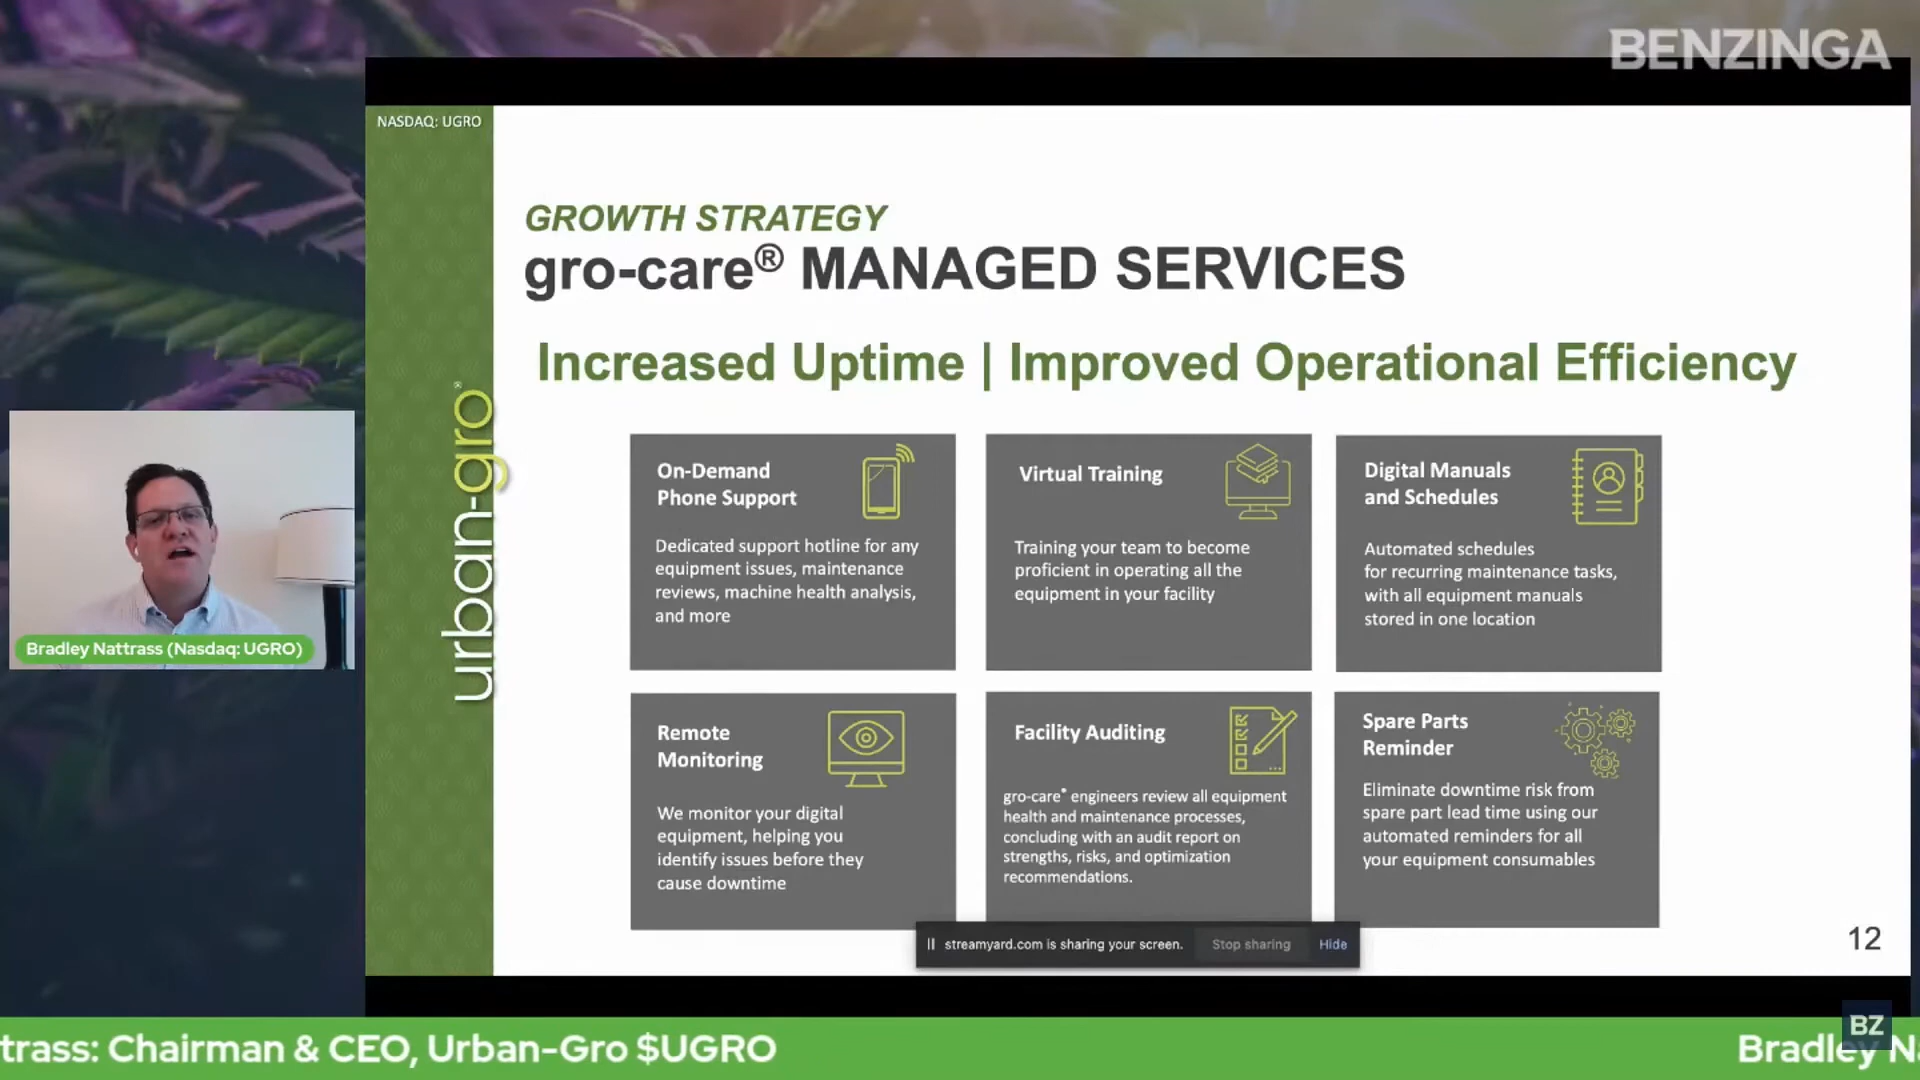 BENZINGA
NASDAQ: UGRO
GROWTH STRATEGY
gro-care® MANAGED SERVICES
Increased Uptime | Improved Operational Efficiency
urban-gro®
On-Demand
Phone Support
Dedicated support hotline for any
equipment issues, maintenance
reviews, machine health analysis,
and more
Virtual Training
Training your team to become
proficient in operating all the
equipment in your facility
Digital Manuals
and Schedules
Automated schedules
for recurring maintenance tasks,
with all equipment manuals
stored in one location
Remote
Monitoring
We monitor your digital
equipment, helping you
identify issues before they
cause downtime
Facility Auditing
gro-care® engineers review all equipment
health and maintenance processes,
concluding with an audit report on
strengths, risks, and optimization
recommendations.
Spare Parts
Reminder
Eliminate downtime risk from
spare part lead time using our
automated reminders for all
your equipment consumables
Bradley Nattrass (Nasdaq: UGRO)
streamyard.com is sharing your screen. Stop sharing Hide
12
BZ
trass: Chairman & CEO, Urban-Gro $UGRO
Bradley Na